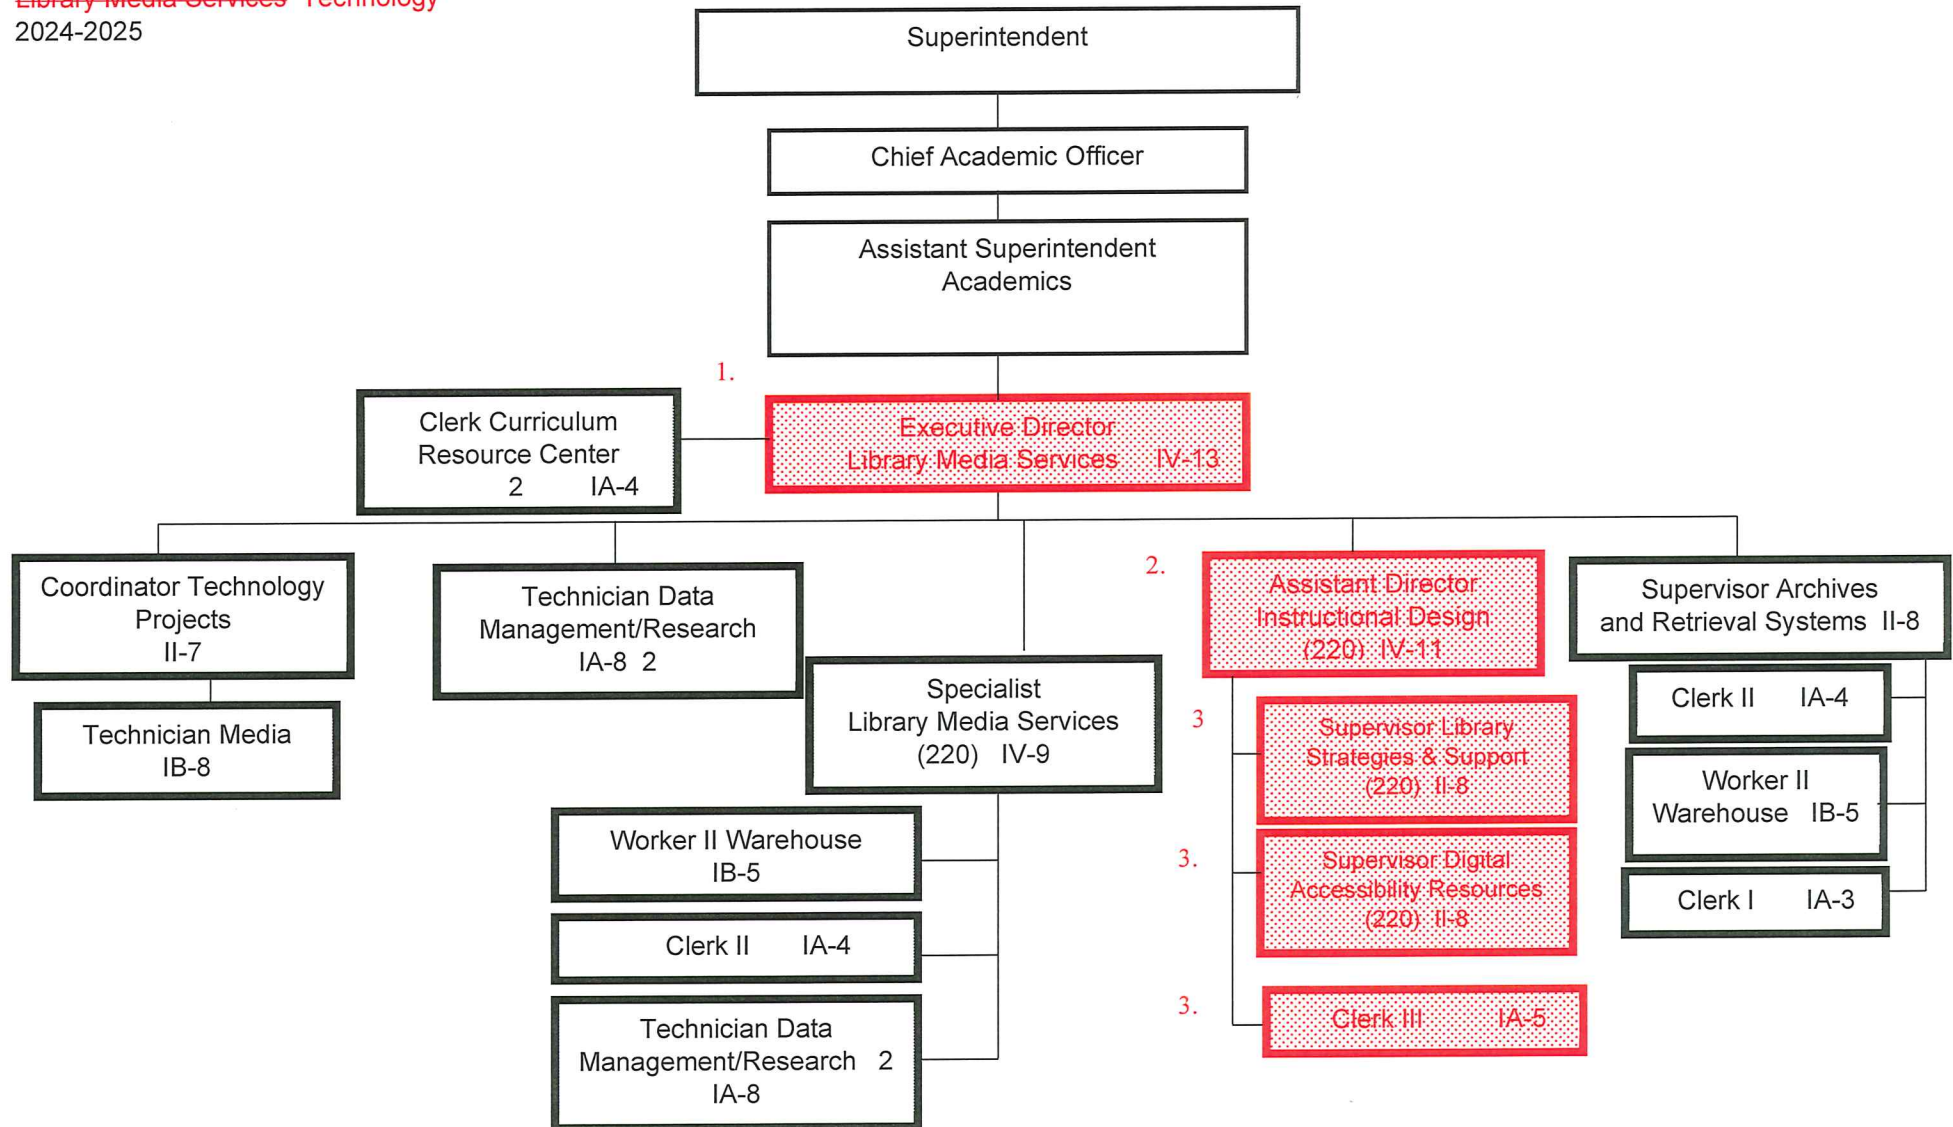 Library Media Services Technology
2024-2025
Superintendent
Chief Academic Officer
Assistant Superintendent
Academics
1.
Clerk Curriculum
Resource Center
2 IA-4
Executive Director
Library Media Services IV-13
Coordinator Technology
Projects
II-7
Technician Media
IB-8
Technician Data
Management/Research
IA-8 2
Specialist
Library Media Services
(220) IV-9
Worker II Warehouse
IB-5
Clerk II IA-4
Technician Data
Management/Research 2
IA-8
2.
Assistant Director
Instructional Design
(220) IV-11
3
Supervisor Library
Strategies & Support
(220) II-8
3.
Supervisor Digital
Accessibility Resources
(220) II-8
3.
Clerk III IA-5
Supervisor Archives
and Retrieval Systems II-8
Clerk II IA-4
Worker II
Warehouse IB-5
Clerk I IA-3